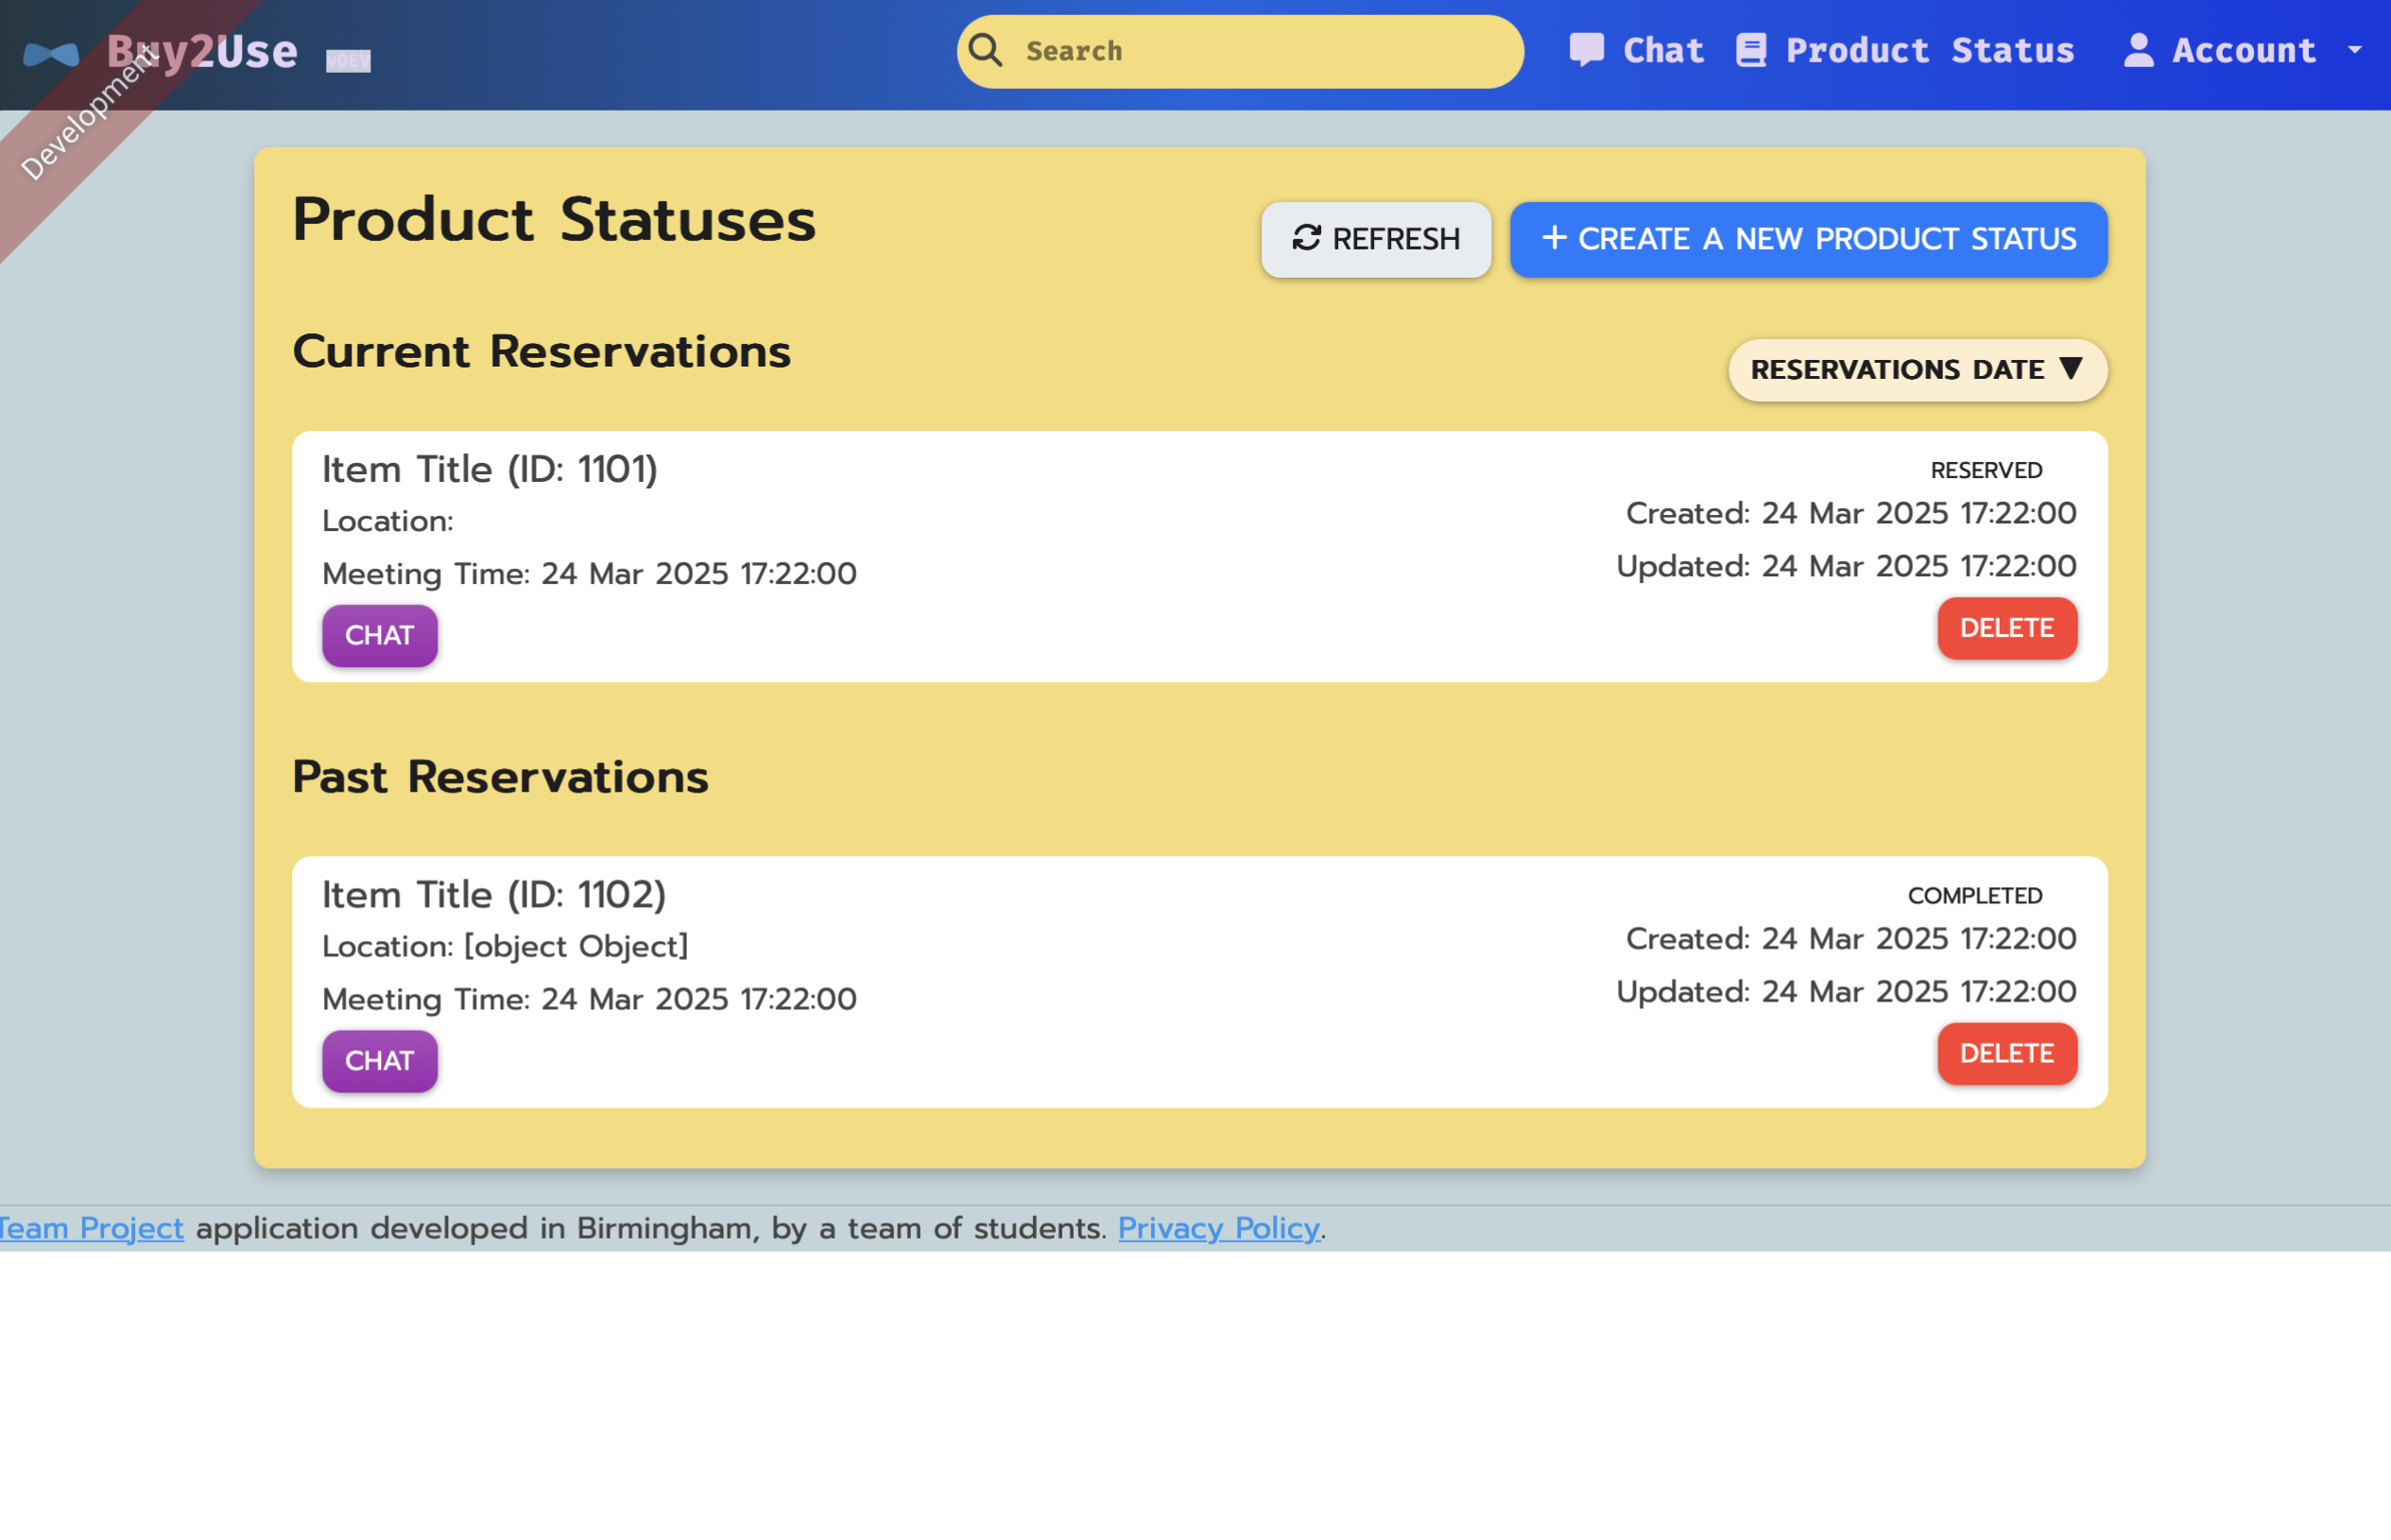 Buy2Use VDEV
Development
Search
Chat
Product Status
Account
Product Statuses
REFRESH
+ CREATE A NEW PRODUCT STATUS
Current Reservations
RESERVATIONS DATE ▼
Item Title (ID: 1101)
RESERVED
Location:
Created: 24 Mar 2025 17:22:00
Meeting Time: 24 Mar 2025 17:22:00
Updated: 24 Mar 2025 17:22:00
CHAT
DELETE
Past Reservations
Item Title (ID: 1102)
COMPLETED
Location: [object Object]
Created: 24 Mar 2025 17:22:00
Meeting Time: 24 Mar 2025 17:22:00
Updated: 24 Mar 2025 17:22:00
CHAT
DELETE
Team Project application developed in Birmingham, by a team of students. Privacy Policy.